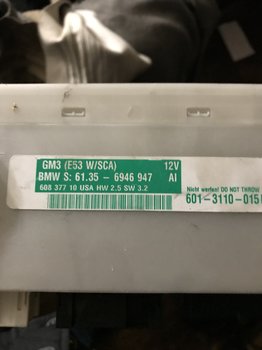 GM3 (E53 W/SCA) 12V
BMW S: 61.35 - 6946 947 AI
608 377 10 USA HW 2.5 SW 3.2
Nicht werfen! DO NOT THROW
601-3110-015